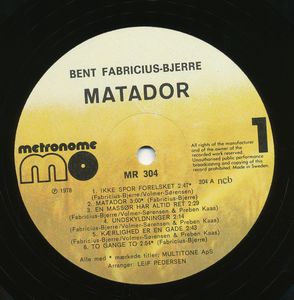 BENT FABRICIUS-BJERRE
MATADOR
metronome
mo
MR 304
℗ 1978
All rights of the manufacturer
and of the owner of the
recorded work reserved.
Unauthorised public performance
broadcasting and copying of
this record prohibited.
Made in Sweden.
1
304 A ncb
1. IKKE SPOR FORELSKET 2:47*
(Fabricius-Bjerre/Volmer-Sørensen)
2. MATADOR 3:00* (Fabricius-Bjerre)
3. EN MASSØR HAR ALTID RET 2:29
(Fabricius-Bjerre/Volmer-Sørensen & Preben Kaas)
4. UNDSKYLDNINGER 2:14
(Fabricius-Bjerre/Volmer-Sørensen & Preben Kaas)
5. KÆRLIGHED ER EN GADE 2:43
(Fabricius-Bjerre/Volmer-Sørensen & Preben Kaas)
6. TO GANGE TO 2:54* (Fabricius-Bjerre)
Alle med * mærkede titler: MULTITONE ApS
Arranger: LEIF PEDERSEN